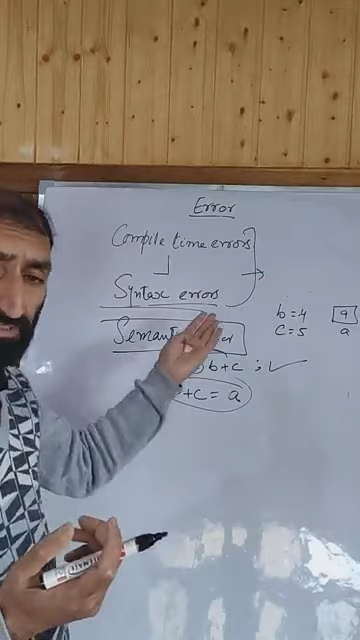 Error
Compile time errors
Syntax errors
b=4 9
c=5 a
b+c ; ✓
+c = a